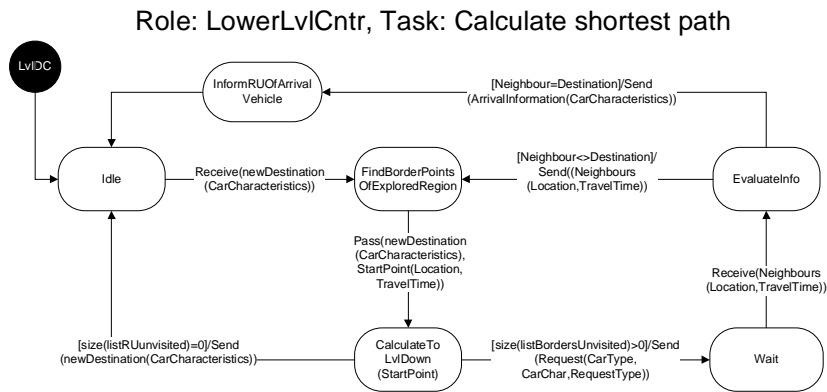 Role: LowerLvlCntr, Task: Calculate shortest path
LvlDC
InformRUOfArrival
Vehicle
[Neighbour=Destination]/Send
(ArrivalInformation(CarCharacteristics))
Idle
Receive(newDestination
(CarCharacteristics))
FindBorderPoints
OfExploredRegion
[Neighbour<>Destination]/
Send((Neighbours
(Location,TravelTime))
EvaluateInfo
Pass(newDestination
(CarCharacteristics),
StartPoint(Location,
TravelTime))
Receive(Neighbours
(Location,TravelTime))
[size(listRUunvisited)=0]/Send
(newDestination(CarCharacteristics))
CalculateTo
LvlDown
(StartPoint)
[size(listBordersUnvisited)>0]/Send
(Request(CarType,
CarChar,RequestType))
Wait